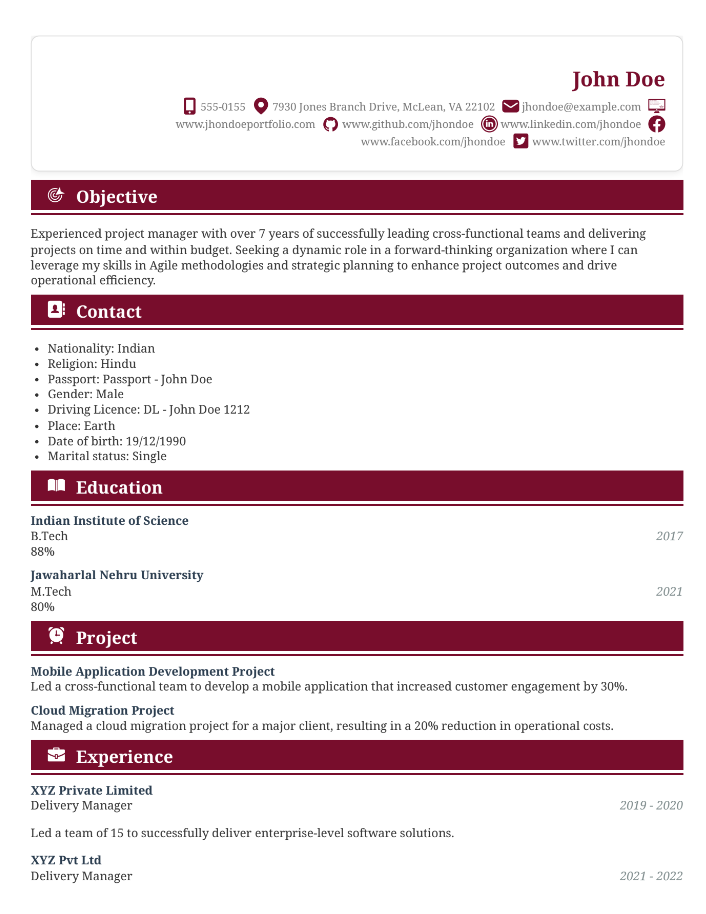 John Doe
555-0155 7930 Jones Branch Drive, McLean, VA 22102 jhondoe@example.com
www.jhondoeportfolio.com www.github.com/jhondoe www.linkedin.com/jhondoe
www.facebook.com/jhondoe www.twitter.com/jhondoe
Objective
Experienced project manager with over 7 years of successfully leading cross-functional teams and delivering
projects on time and within budget. Seeking a dynamic role in a forward-thinking organization where I can
leverage my skills in Agile methodologies and strategic planning to enhance project outcomes and drive
operational efficiency.
Contact
• Nationality: Indian
• Religion: Hindu
• Passport: Passport - John Doe
• Gender: Male
• Driving Licence: DL - John Doe 1212
• Place: Earth
• Date of birth: 19/12/1990
• Marital status: Single
Education
Indian Institute of Science
B.Tech 2017
88%
Jawaharlal Nehru University
M.Tech 2021
80%
Project
Mobile Application Development Project
Led a cross-functional team to develop a mobile application that increased customer engagement by 30%.
Cloud Migration Project
Managed a cloud migration project for a major client, resulting in a 20% reduction in operational costs.
Experience
XYZ Private Limited
Delivery Manager 2019 - 2020
Led a team of 15 to successfully deliver enterprise-level software solutions.
XYZ Pvt Ltd
Delivery Manager 2021 - 2022